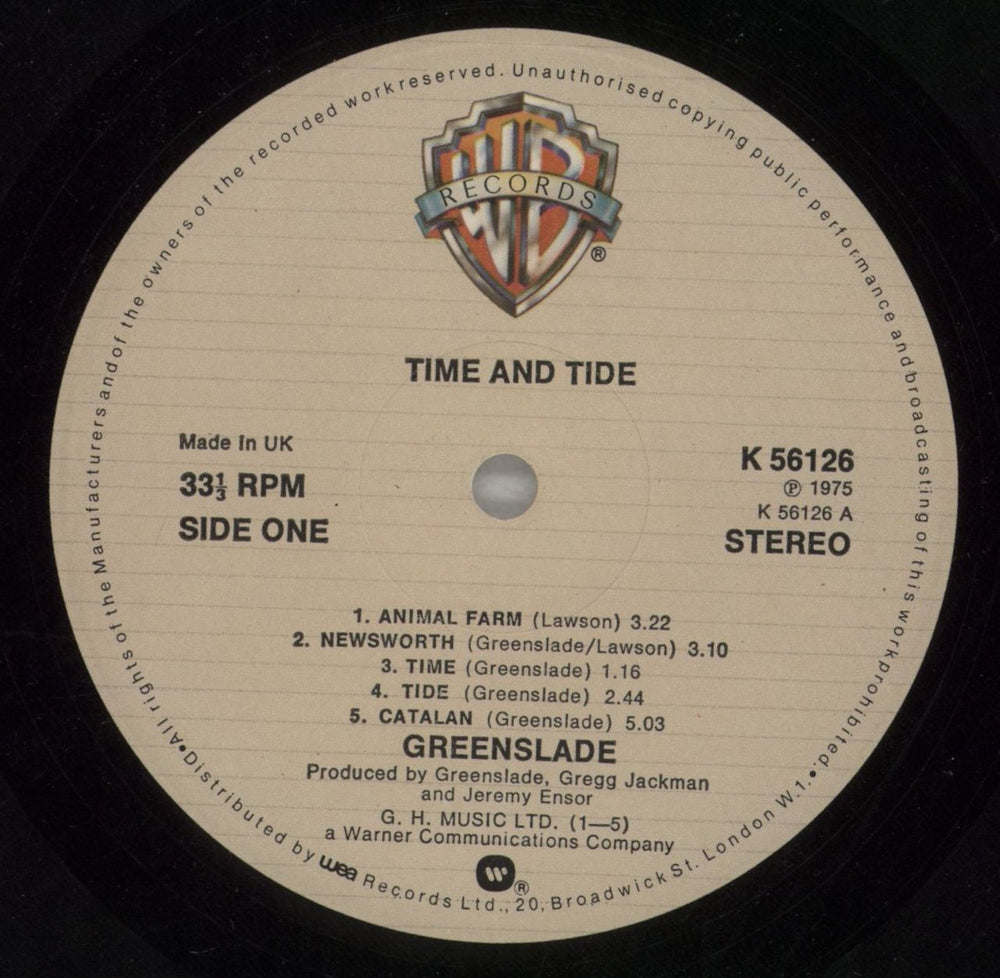 All rights of the Manufacturers and of the owners of the recorded work reserved. Unauthorised copying public performance and broadcasting of this work prohibited.
WB
RECORDS
®
TIME AND TIDE
Made In UK
33⅓ RPM
SIDE ONE
K 56126
℗ 1975
K 56126 A
STEREO
1. ANIMAL FARM (Lawson) 3.22
2. NEWSWORTH (Greenslade/Lawson) 3.10
3. TIME (Greenslade) 1.16
4. TIDE (Greenslade) 2.44
5. CATALAN (Greenslade) 5.03
GREENSLADE
Produced by Greenslade, Gregg Jackman
and Jeremy Ensor
G. H. MUSIC LTD. (1—5)
a Warner Communications Company
W ®
•Distributed by wea Records Ltd., 20, Broadwick St. London W.1.•